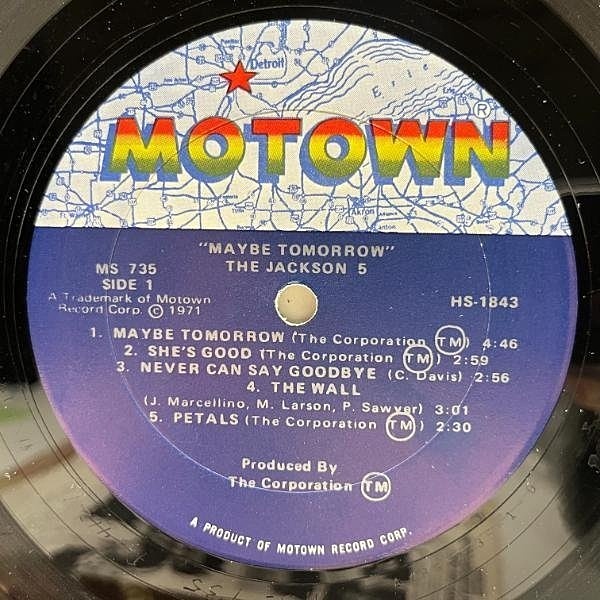 Detroit
Erie
Akron
MOTOWN®
"MAYBE TOMORROW"
THE JACKSON 5
MS 735
SIDE 1
A Trademark of Motown
Record Corp. © 1971
HS-1843
1. MAYBE TOMORROW (The Corporation TM) 4:46
2. SHE'S GOOD (The Corporation TM) 2:59
3. NEVER CAN SAY GOODBYE (C. Davis) 2:56
4. THE WALL
(J. Marcellino, M. Larson, P. Sawyer) 3:01
5. PETALS (The Corporation TM) 2:30
Produced By
The Corporation TM
A PRODUCT OF MOTOWN RECORD CORP.